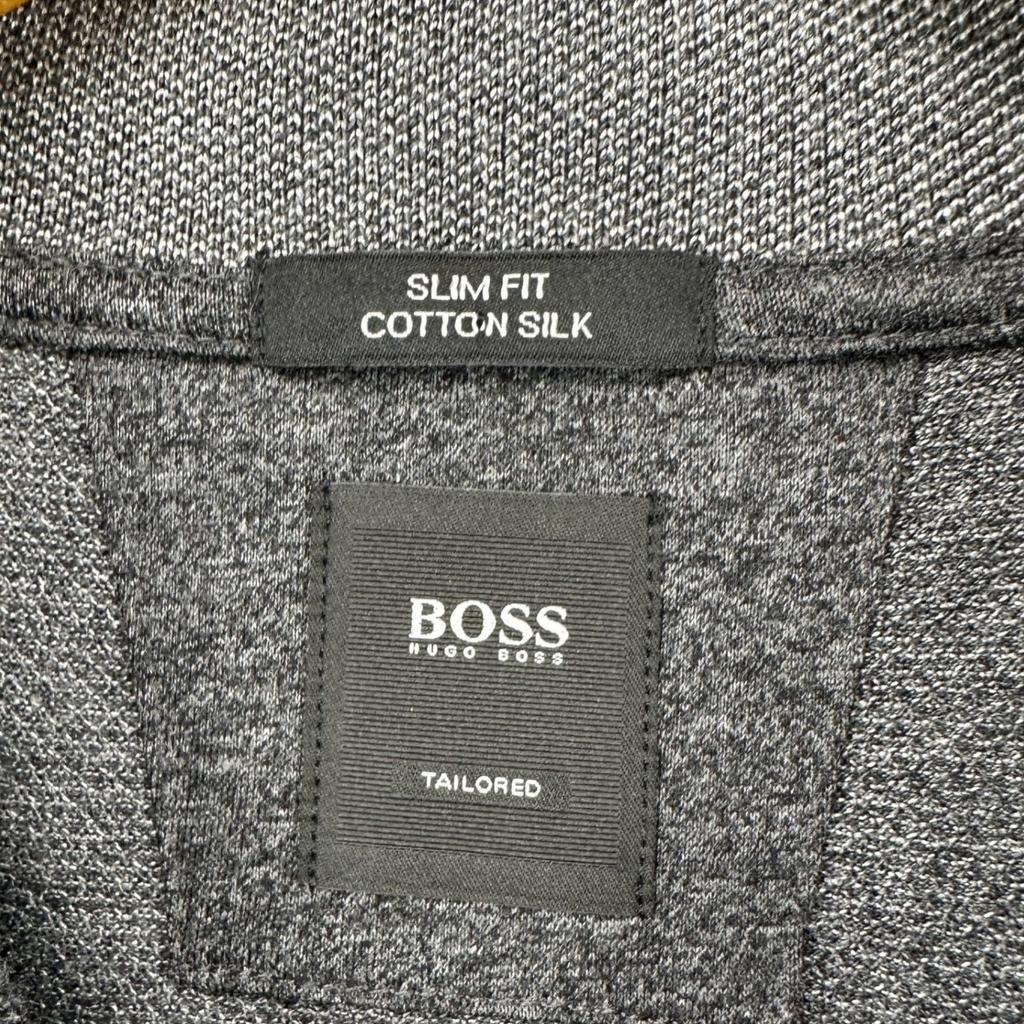 SLIM FIT
COTTON SILK
BOSS
HUGO BOSS
TAILORED